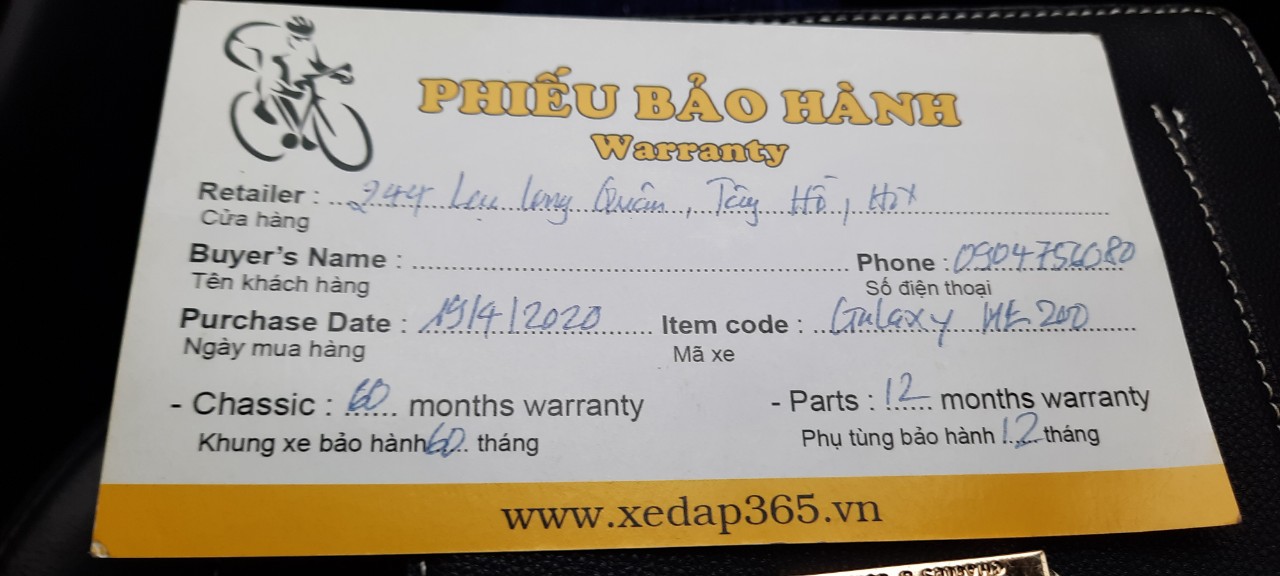 PHIẾU BẢO HÀNH
Warranty
Retailer : 244 Lạc Long Quân, Tây Hồ, HN
Cửa hàng
Buyer's Name : Phone : 0904756080
Tên khách hàng Số điện thoại
Purchase Date : 19/4/2020 Item code : Galaxy
Ngày mua hàng Mã xe
- Chassic : 60 months warranty - Parts : 12 months warranty
Khung xe bảo hành 60 tháng Phụ tùng bảo hành 12 tháng
www.xedap365.vn